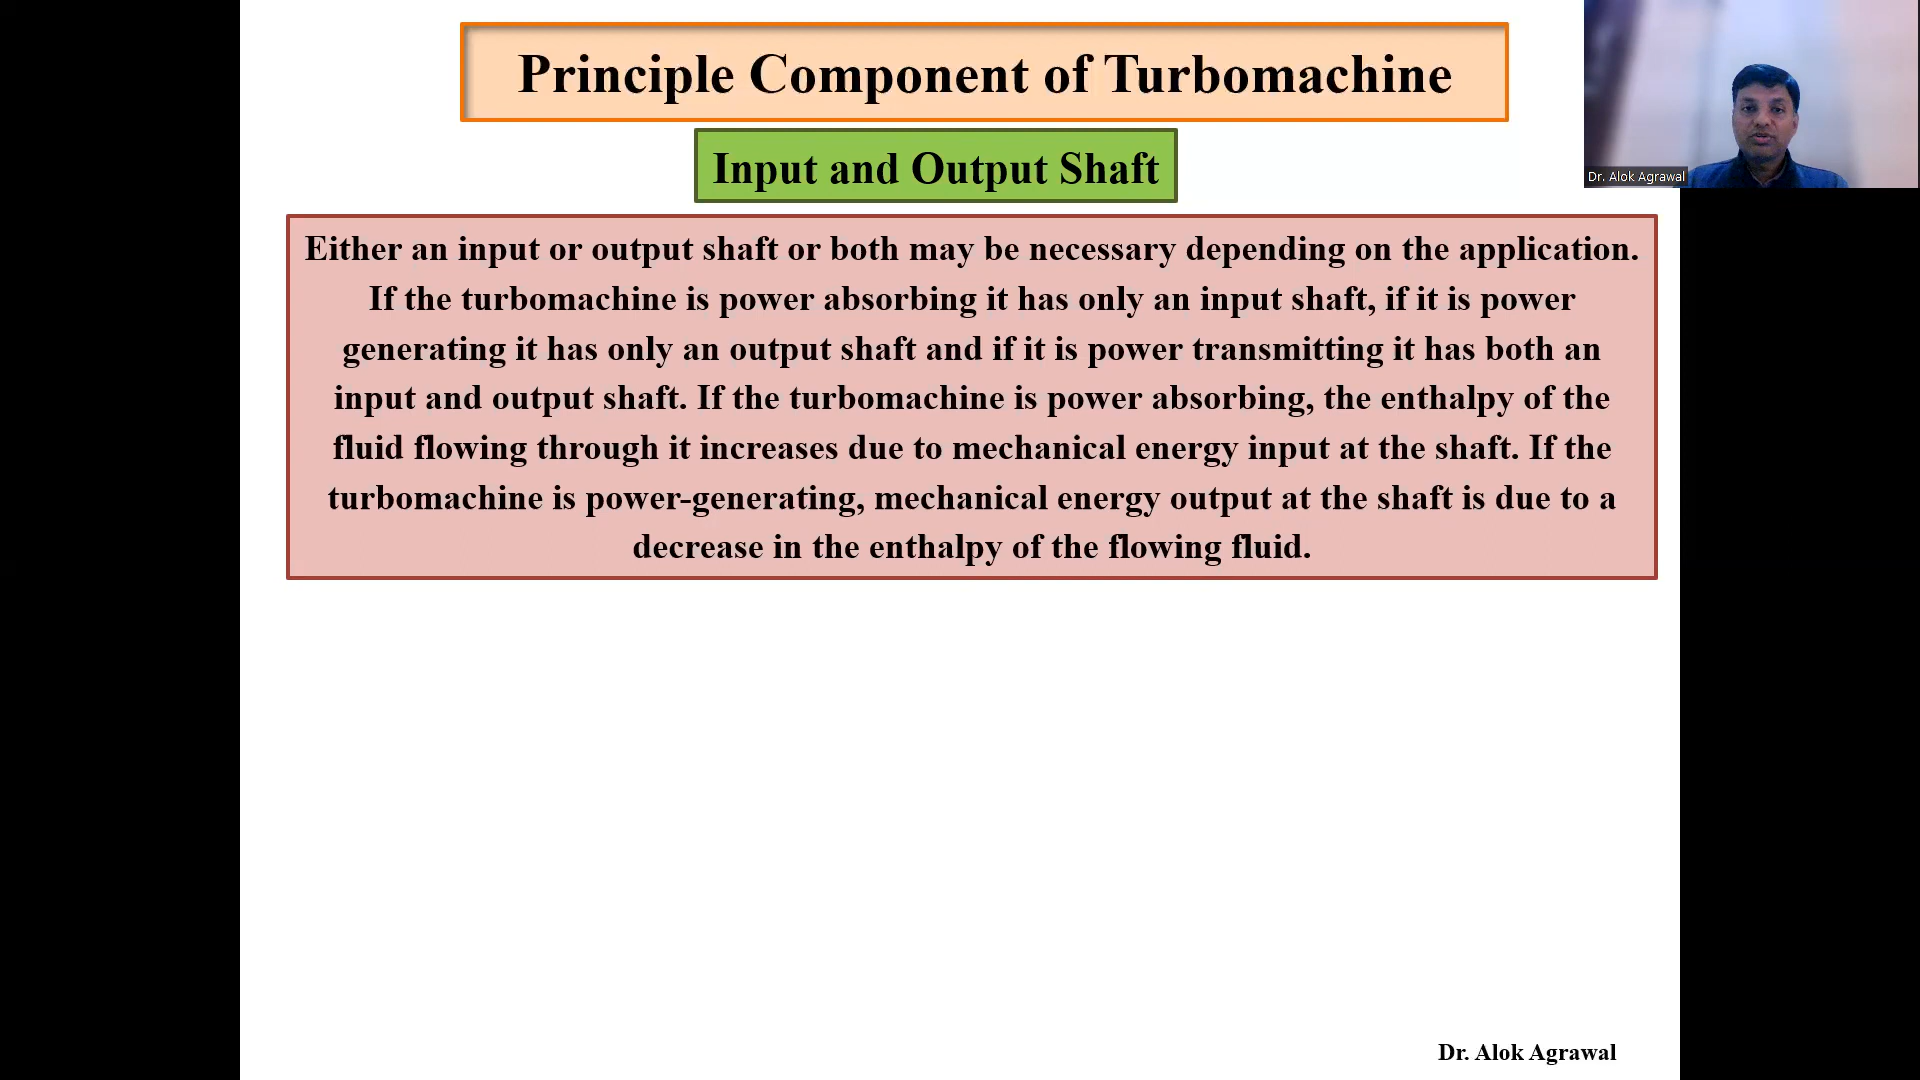 Principle Component of Turbomachine
Dr. Alok Agrawal
Input and Output Shaft
Either an input or output shaft or both may be necessary depending on the application.
If the turbomachine is power absorbing it has only an input shaft, if it is power
generating it has only an output shaft and if it is power transmitting it has both an
input and output shaft. If the turbomachine is power absorbing, the enthalpy of the
fluid flowing through it increases due to mechanical energy input at the shaft. If the
turbomachine is power-generating, mechanical energy output at the shaft is due to a
decrease in the enthalpy of the flowing fluid.
Dr. Alok Agrawal